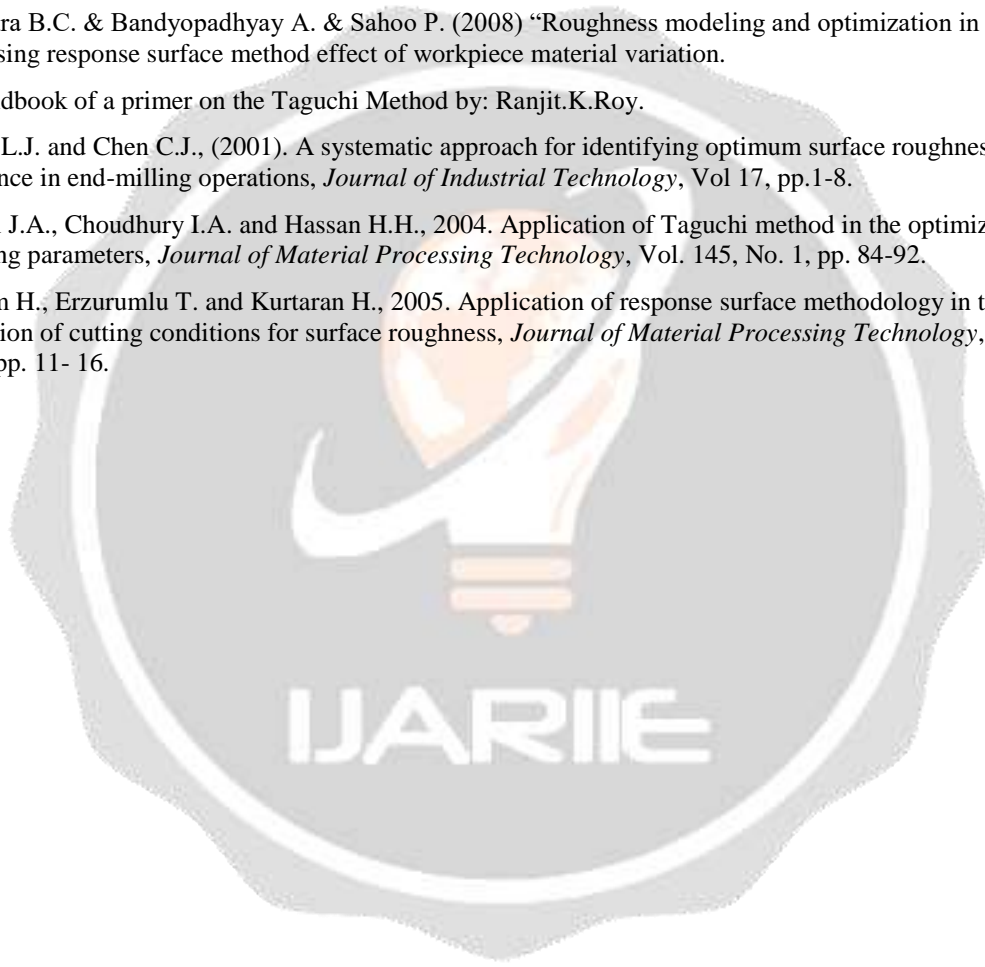 ra B.C. & Bandyopadhyay A. & Sahoo P. (2008) “Roughness modeling and optimization in
sing response surface method effect of workpiece material variation.
ndbook of a primer on the Taguchi Method by: Ranjit.K.Roy.
L.J. and Chen C.J., (2001). A systematic approach for identifying optimum surface roughnes
nce in end-milling operations, Journal of Industrial Technology, Vol 17, pp.1-8.
J.A., Choudhury I.A. and Hassan H.H., 2004. Application of Taguchi method in the optimiz
ng parameters, Journal of Material Processing Technology, Vol. 145, No. 1, pp. 84-92.
m H., Erzurumlu T. and Kurtaran H., 2005. Application of response surface methodology in t
ion of cutting conditions for surface roughness, Journal of Material Processing Technology,
pp. 11- 16.
IJARIIE